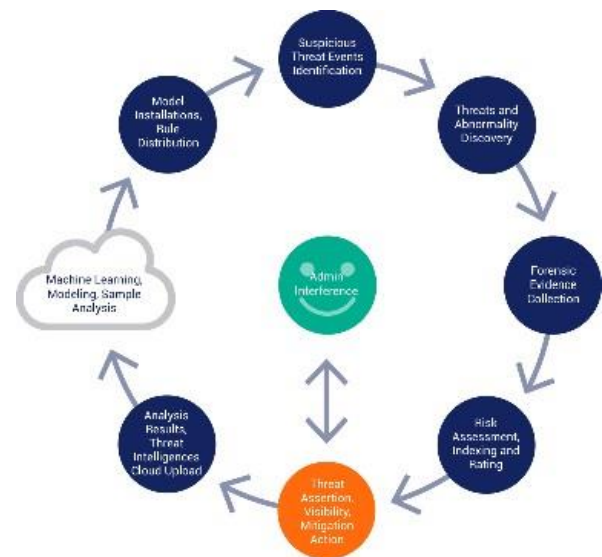 Suspicious
Threat Events
Identification
Threats and
Abnormality
Discovery
Forensic
Evidence
Collection
Risk
Assessment,
Indexing and
Rating
Threat
Assertion,
Visibility,
Mitigation
Action
Analysis
Results,
Threat
Intelligences
Cloud Upload
Machine Learning,
Modeling, Sample
Analysis
Model
Installations,
Rule
Distribution
Admin
Interference